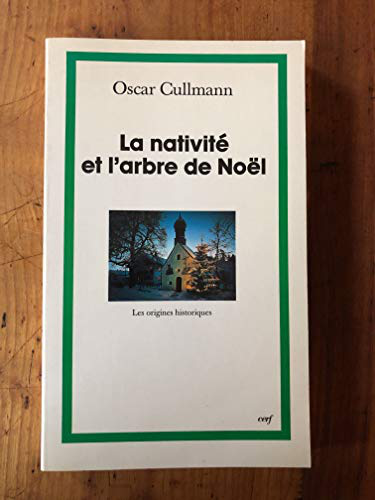 Oscar Cullmann
La nativité
et l'arbre de Noël
Les origines historiques
cerf